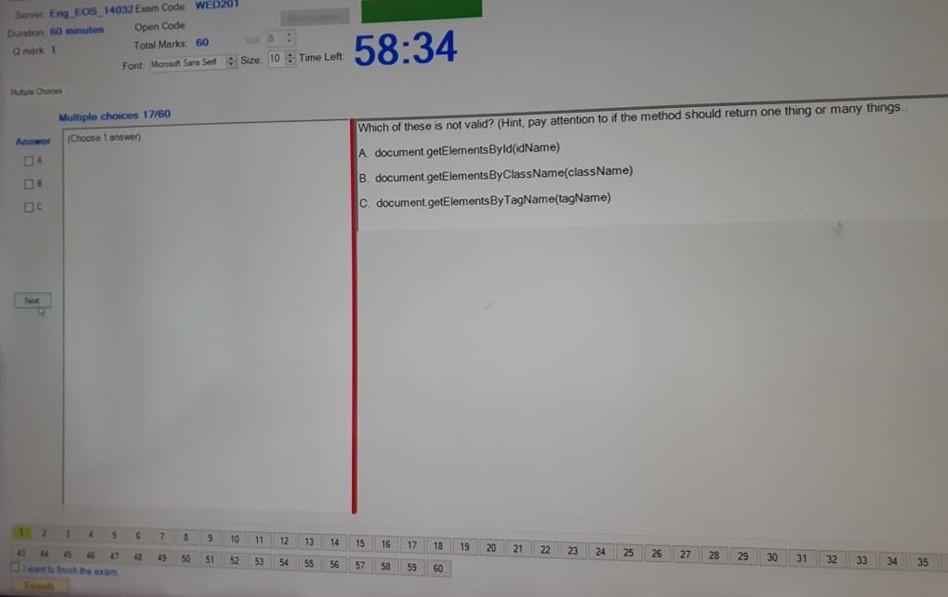 Server: Eng_EOS_14032 Exam Code: WED201
Duration: 60 minutes Open Code:
Q mark: 1 Total Marks: 60 Vol: 8
Font: Microsoft Sans Serif Size: 10 Time Left: 58:34
Multiple Choices
Multiple choices 17/60
Answer
(Choose 1 answer)
A
B
C
Next
Which of these is not valid? (Hint, pay attention to if the method should return one thing or many things..
A. document.getElementsById(idName)
B. document.getElementsByClassName(className)
C. document.getElementsByTagName(tagName)
1 2 3 4 5 6 7 8 9 10 11 12 13 14 15 16 17 18 19 20 21 22 23 24 25 26 27 28 29 30 31 32 33 34 35
43 44 45 46 47 48 49 50 51 52 53 54 55 56 57 58 59 60
I want to finish the exam.
Finish